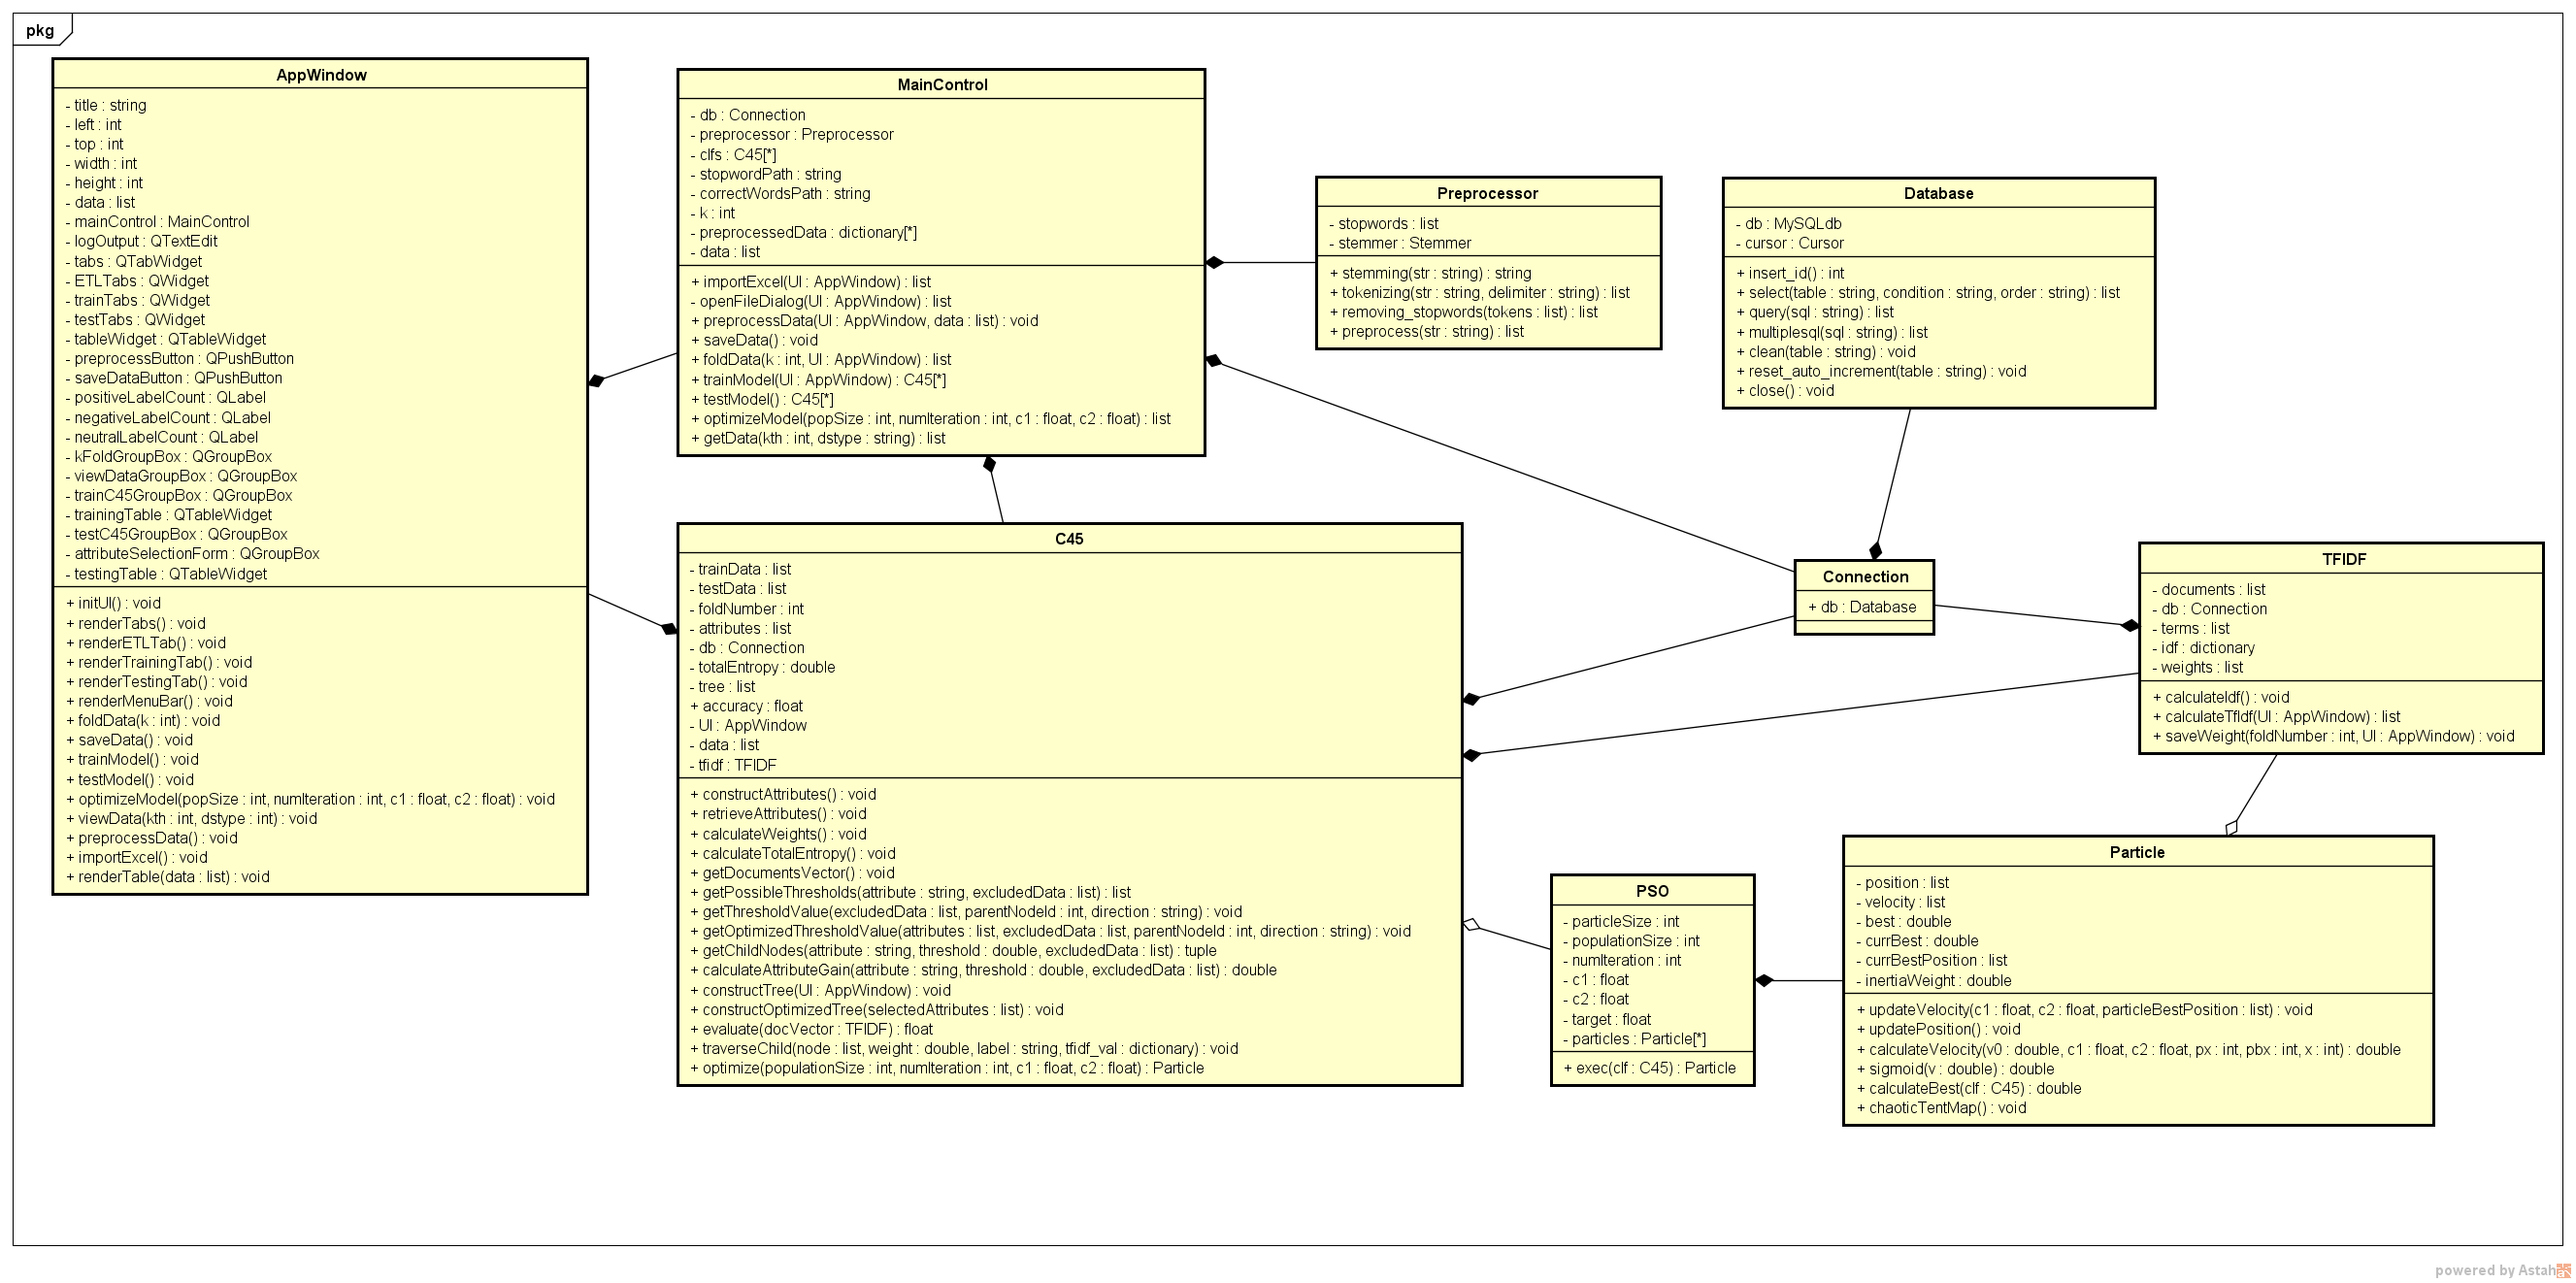 pkg
AppWindow
- title : string
- left : int
- top : int
- width : int
- height : int
- data : list
- mainControl : MainControl
- logOutput : QTextEdit
- tabs : QTabWidget
- ETLTabs : QWidget
- trainTabs : QWidget
- testTabs : QWidget
- tableWidget : QTableWidget
- preprocessButton : QPushButton
- saveDataButton : QPushButton
- positiveLabelCount : QLabel
- negativeLabelCount : QLabel
- neutralLabelCount : QLabel
- kFoldGroupBox : QGroupBox
- viewDataGroupBox : QGroupBox
- trainC45GroupBox : QGroupBox
- trainingTable : QTableWidget
- testC45GroupBox : QGroupBox
- attributeSelectionForm : QGroupBox
- testingTable : QTableWidget
+ initUI() : void
+ renderTabs() : void
+ renderETLTab() : void
+ renderTrainingTab() : void
+ renderTestingTab() : void
+ renderMenuBar() : void
+ foldData(k : int) : void
+ saveData() : void
+ trainModel() : void
+ testModel() : void
+ optimizeModel(popSize : int, numIteration : int, c1 : float, c2 : float) : void
+ viewData(kth : int, dstype : int) : void
+ preprocessData() : void
+ importExcel() : void
+ renderTable(data : list) : void
MainControl
- db : Connection
- preprocessor : Preprocessor
- clfs : C45[*]
- stopwordPath : string
- correctWordsPath : string
- k : int
- preprocessedData : dictionary[*]
- data : list
+ importExcel(UI : AppWindow) : list
- openFileDialog(UI : AppWindow) : list
+ preprocessData(UI : AppWindow, data : list) : void
+ saveData() : void
+ foldData(k : int, UI : AppWindow) : list
+ trainModel(UI : AppWindow) : C45[*]
+ testModel() : C45[*]
+ optimizeModel(popSize : int, numIteration : int, c1 : float, c2 : float) : list
+ getData(kth : int, dstype : string) : list
Preprocessor
- stopwords : list
- stemmer : Stemmer
+ stemming(str : string) : string
+ tokenizing(str : string, delimiter : string) : list
+ removing_stopwords(tokens : list) : list
+ preprocess(str : string) : list
Database
- db : MySQLdb
- cursor : Cursor
+ insert_id() : int
+ select(table : string, condition : string, order : string) : list
+ query(sql : string) : list
+ multiplesql(sql : string) : list
+ clean(table : string) : void
+ reset_auto_increment(table : string) : void
+ close() : void
C45
- trainData : list
- testData : list
- foldNumber : int
- attributes : list
- db : Connection
- totalEntropy : double
- tree : list
+ accuracy : float
- UI : AppWindow
- data : list
- tfidf : TFIDF
+ constructAttributes() : void
+ retrieveAttributes() : void
+ calculateWeights() : void
+ calculateTotalEntropy() : void
+ getDocumentsVector() : void
+ getPossibleThresholds(attribute : string, excludedData : list) : list
+ getThresholdValue(excludedData : list, parentNodeId : int, direction : string) : void
+ getOptimizedThresholdValue(attributes : list, excludedData : list, parentNodeId : int, direction : string) : void
+ getChildNodes(attribute : string, threshold : double, excludedData : list) : tuple
+ calculateAttributeGain(attribute : string, threshold : double, excludedData : list) : double
+ constructTree(UI : AppWindow) : void
+ constructOptimizedTree(selectedAttributes : list) : void
+ evaluate(docVector : TFIDF) : float
+ traverseChild(node : list, weight : double, label : string, tfidf_val : dictionary) : void
+ optimize(populationSize : int, numIteration : int, c1 : float, c2 : float) : Particle
Connection
+ db : Database
TFIDF
- documents : list
- db : Connection
- terms : list
- idf : dictionary
- weights : list
+ calculateIdf() : void
+ calculateTfIdf(UI : AppWindow) : list
+ saveWeight(foldNumber : int, UI : AppWindow) : void
PSO
- particleSize : int
- populationSize : int
- numIteration : int
- c1 : float
- c2 : float
- target : float
- particles : Particle[*]
+ exec(clf : C45) : Particle
Particle
- position : list
- velocity : list
- best : double
- currBest : double
- currBestPosition : list
- inertiaWeight : double
+ updateVelocity(c1 : float, c2 : float, particleBestPosition : list) : void
+ updatePosition() : void
+ calculateVelocity(v0 : double, c1 : float, c2 : float, px : int, pbx : int, x : int) : double
+ sigmoid(v : double) : double
+ calculateBest(clf : C45) : double
+ chaoticTentMap() : void
powered by Astah